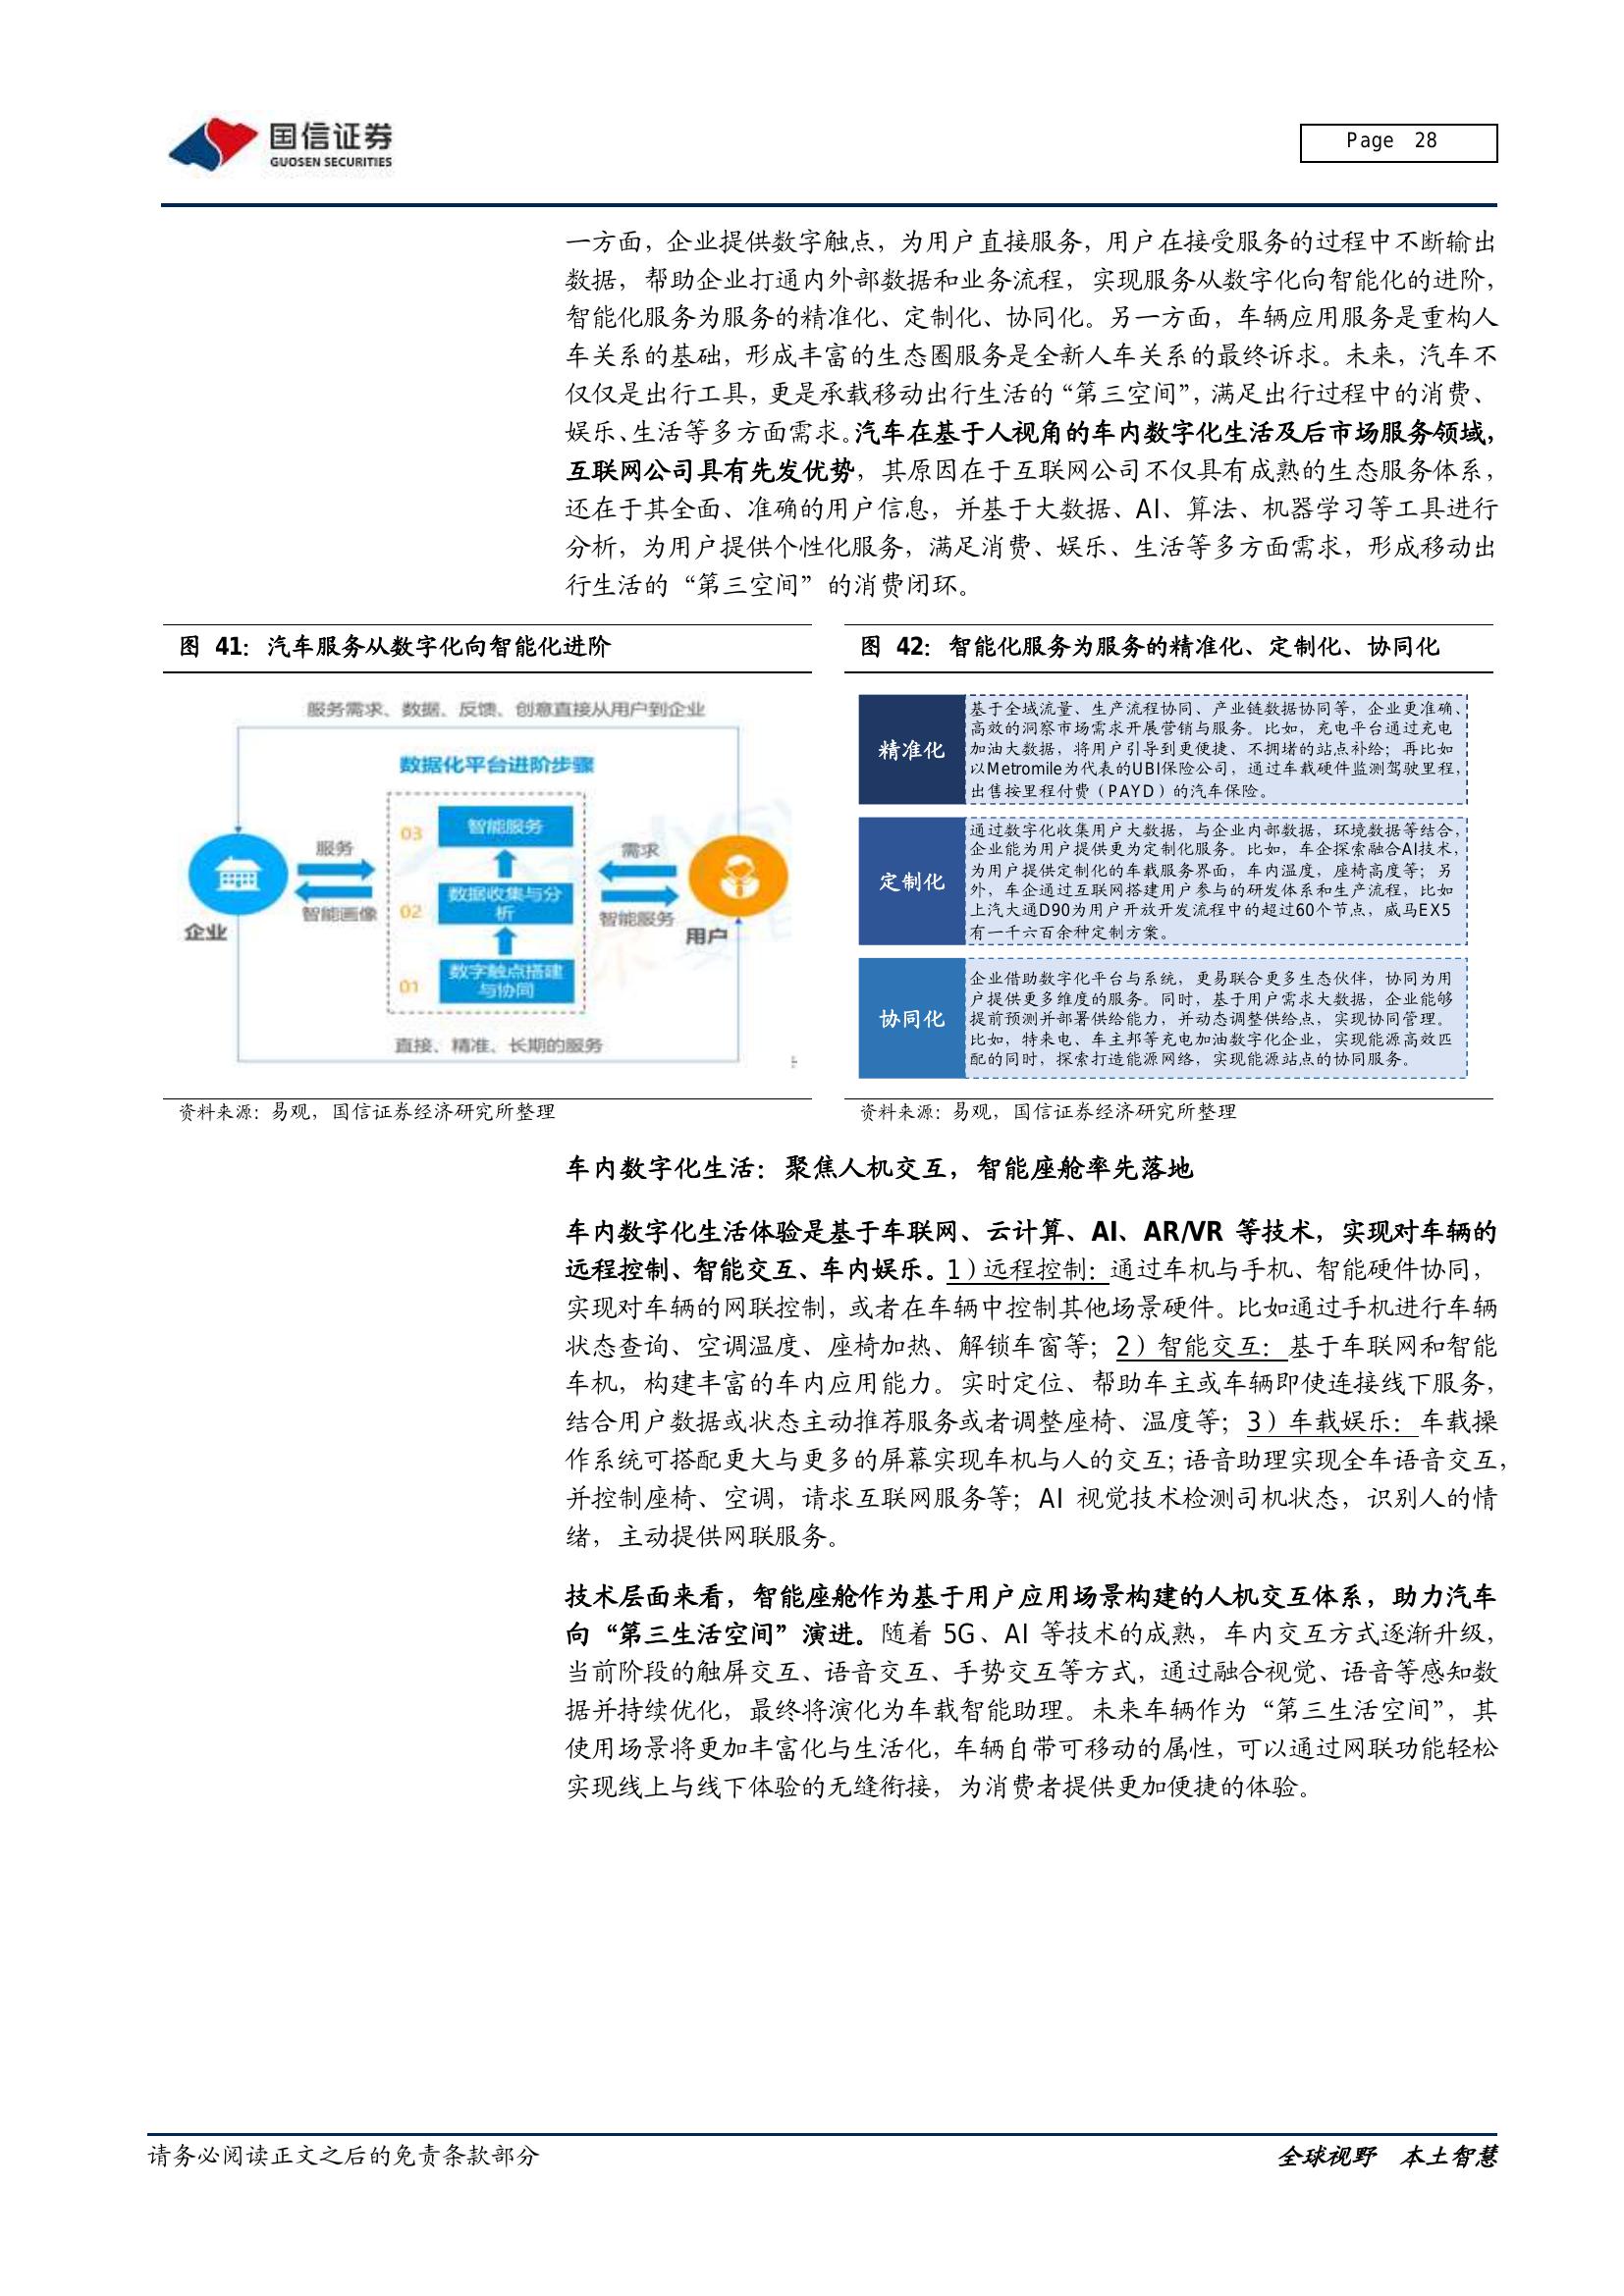 国信证券
GUOSEN SECURITIES
Page 28
一方面，企业提供数字触点，为用户直接服务，用户在接受服务的过程中不断输出
数据，帮助企业打通内外部数据和业务流程，实现服务从数字化向智能化的进阶，
智能化服务为服务的精准化、定制化、协同化。另一方面，车辆应用服务是重构人
车关系的基础，形成丰富的生态圈服务是全新人车关系的最终诉求。未来，汽车不
仅仅是出行工具，更是承载移动出行生活的“第三空间”，满足出行过程中的消费、
娱乐、生活等多方面需求。汽车在基于人视角的车内数字化生活及后市场服务领域，
互联网公司具有先发优势，其原因在于互联网公司不仅具有成熟的生态服务体系，
还在于其全面、准确的用户信息，并基于大数据、AI、算法、机器学习等工具进行
分析，为用户提供个性化服务，满足消费、娱乐、生活等多方面需求，形成移动出
行生活的“第三空间”的消费闭环。
图 41：汽车服务从数字化向智能化进阶
服务需求、数据、反馈、创意直接从用户到企业
数据化平台进阶步骤
03
智能服务
服务
需求
数据收集与分
析
02
智能画像
智能服务
企业
用户
数字触点搭建
与协同
01
直接、精准、长期的服务
资料来源：易观，国信证券经济研究所整理
图 42：智能化服务为服务的精准化、定制化、协同化
精准化
基于全域流量、生产流程协同、产业链数据协同等，企业更准确、
高效的洞察市场需求开展营销与服务。比如，充电平台通过充电
加油大数据，将用户引导到更便捷、不拥堵的站点补给；再比如
以Metromile为代表的UBI保险公司，通过车载硬件监测驾驶里程，
出售按里程付费（PAYD）的汽车保险。
定制化
通过数字化收集用户大数据，与企业内部数据，环境数据等结合，
企业能为用户提供更为定制化服务。比如，车企探索融合AI技术，
为用户提供定制化的车载服务界面，车内温度，座椅高度等；另
外，车企通过互联网搭建用户参与的研发体系和生产流程，比如
上汽大通D90为用户开放开发流程中的超过60个节点，威马EX5
有一千六百余种定制方案。
协同化
企业借助数字化平台与系统，更易联合更多生态伙伴，协同为用
户提供更多维度的服务。同时，基于用户需求大数据，企业能够
提前预测并部署供给能力，并动态调整供给点，实现协同管理。
比如，特来电、车主邦等充电加油数字化企业，实现能源高效匹
配的同时，探索打造能源网络，实现能源站点的协同服务。
资料来源：易观，国信证券经济研究所整理
车内数字化生活：聚焦人机交互，智能座舱率先落地
车内数字化生活体验是基于车联网、云计算、AI、AR/VR 等技术，实现对车辆的
远程控制、智能交互、车内娱乐。1）远程控制：通过车机与手机、智能硬件协同，
实现对车辆的网联控制，或者在车辆中控制其他场景硬件。比如通过手机进行车辆
状态查询、空调温度、座椅加热、解锁车窗等；2）智能交互：基于车联网和智能
车机，构建丰富的车内应用能力。实时定位、帮助车主或车辆即使连接线下服务，
结合用户数据或状态主动推荐服务或者调整座椅、温度等；3）车载娱乐：车载操
作系统可搭配更大与更多的屏幕实现车机与人的交互；语音助理实现全车语音交互，
并控制座椅、空调，请求互联网服务等；AI 视觉技术检测司机状态，识别人的情
绪，主动提供网联服务。
技术层面来看，智能座舱作为基于用户应用场景构建的人机交互体系，助力汽车
向“第三生活空间”演进。随着 5G、AI 等技术的成熟，车内交互方式逐渐升级，
当前阶段的触屏交互、语音交互、手势交互等方式，通过融合视觉、语音等感知数
据并持续优化，最终将演化为车载智能助理。未来车辆作为“第三生活空间”，其
使用场景将更加丰富化与生活化，车辆自带可移动的属性，可以通过网联功能轻松
实现线上与线下体验的无缝衔接，为消费者提供更加便捷的体验。
请务必阅读正文之后的免责条款部分
全球视野 本土智慧